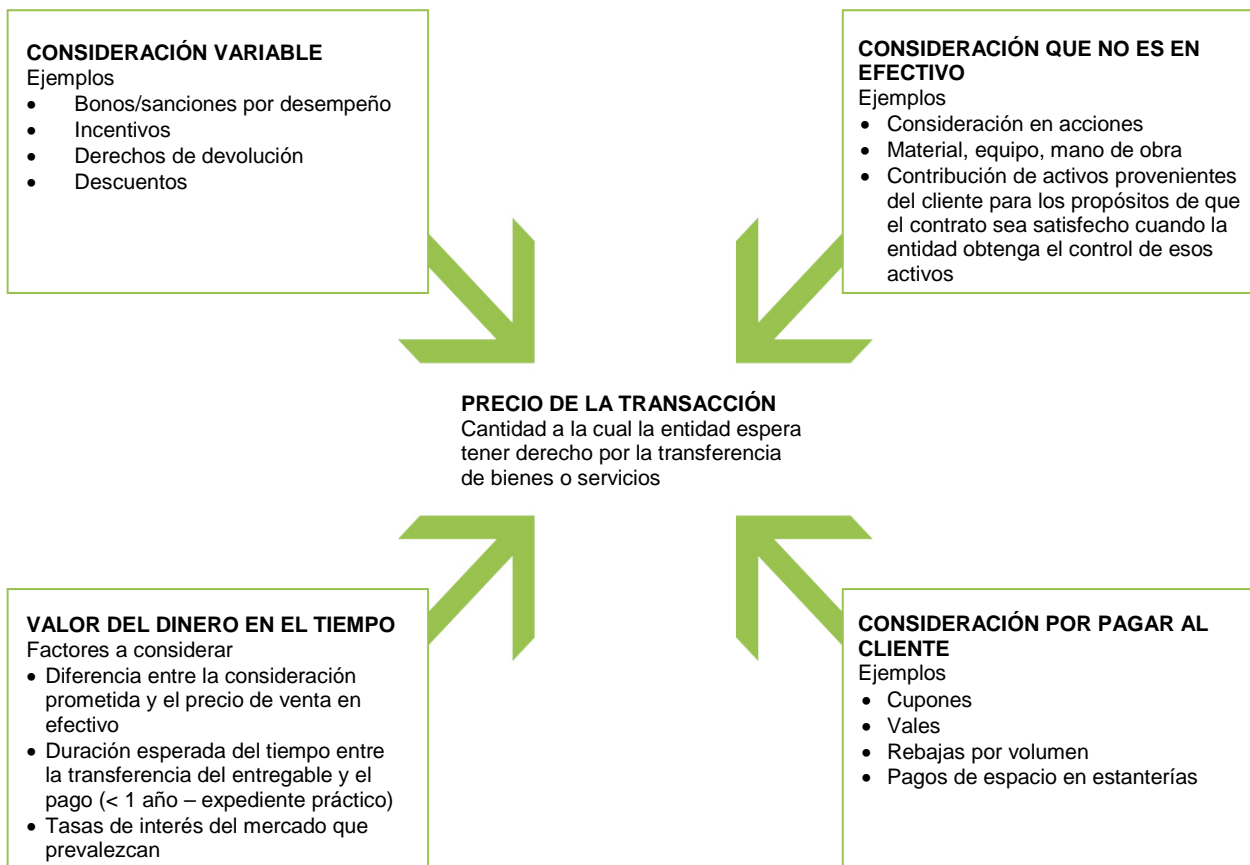 CONSIDERACIÓN VARIABLE
Ejemplos
• Bonos/sanciones por desempeño
• Incentivos
• Derechos de devolución
• Descuentos
CONSIDERACIÓN QUE NO ES EN
EFECTIVO
Ejemplos
• Consideración en acciones
• Material, equipo, mano de obra
• Contribución de activos provenientes
del cliente para los propósitos de que
el contrato sea satisfecho cuando la
entidad obtenga el control de esos
activos
PRECIO DE LA TRANSACCIÓN
Cantidad a la cual la entidad espera
tener derecho por la transferencia
de bienes o servicios
VALOR DEL DINERO EN EL TIEMPO
Factores a considerar
• Diferencia entre la consideración
prometida y el precio de venta en
efectivo
• Duración esperada del tiempo entre
la transferencia del entregable y el
pago (< 1 año – expediente práctico)
• Tasas de interés del mercado que
prevalezcan
CONSIDERACIÓN POR PAGAR AL
CLIENTE
Ejemplos
• Cupones
• Vales
• Rebajas por volumen
• Pagos de espacio en estanterías